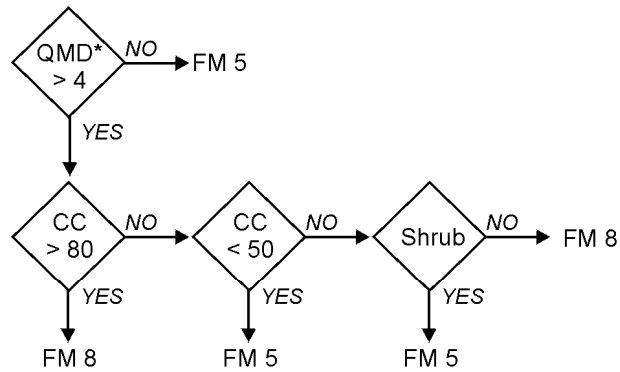 QMD*
> 4
NO
FM 5
YES
CC
> 80
NO
CC
< 50
NO
Shrub
NO
FM 8
YES
YES
YES
FM 8
FM 5
FM 5